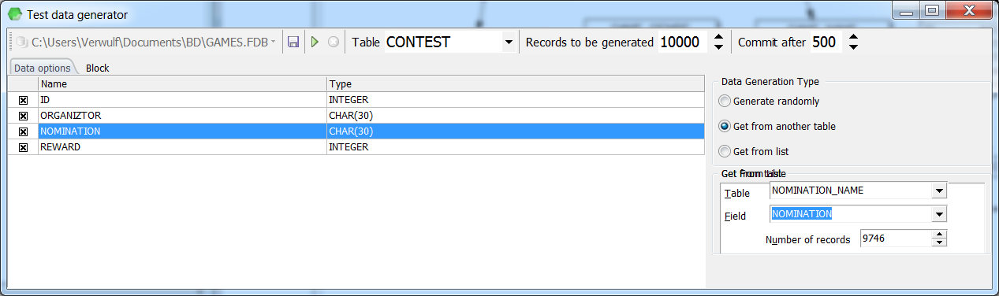 Test data generator
C:\Users\Verwulf\Documents\BD\GAMES.FDB Table CONTEST Records to be generated 10000 Commit after 500
Data options Block
Name Type
ID INTEGER
ORGANIZTOR CHAR(30)
NOMINATION CHAR(30)
REWARD INTEGER
Data Generation Type
Generate randomly
Get from another table
Get from list
Get From
Table NOMINATION_NAME
Field NOMINATION
Number of records 9746